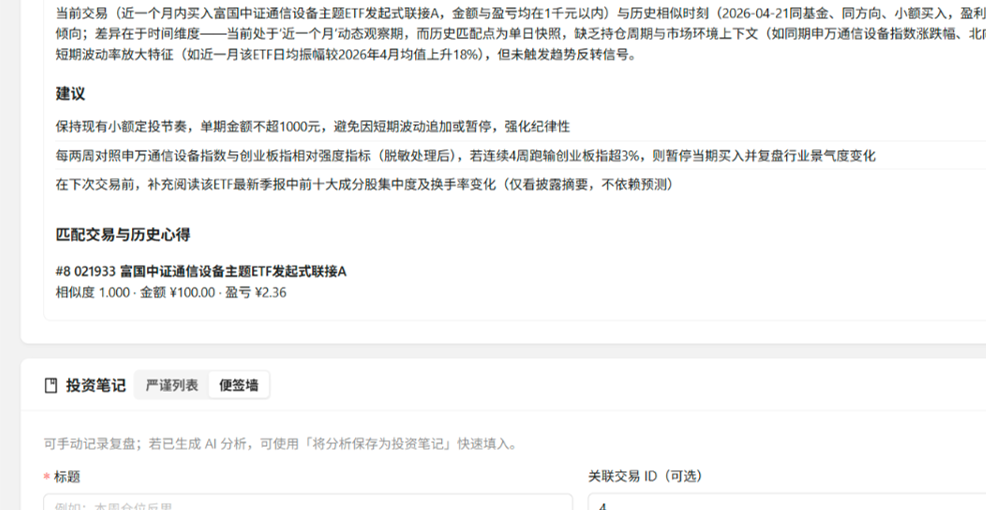 当前交易（近一个月内买入富国中证通信设备主题ETF发起式联接A，金额与盈亏均在1千元以内）与历史相似时刻（2026-04-21同基金、同方向、小额买入，盈利
倾向；差异在于时间维度——当前处于‘近一个月’动态观察期，而历史匹配点为单日快照，缺乏持仓周期与市场环境上下文（如同期申万通信设备指数涨跌幅、北向
短期波动率放大特征（如近一月该ETF日均振幅较2026年4月均值上升18%），但未触发趋势反转信号。
建议
保持现有小额定投节奏，单期金额不超1000元，避免因短期波动追加或暂停，强化纪律性
每两周对照申万通信设备指数与创业板指相对强度指标（脱敏处理后），若连续4周跑输创业板指超3%，则暂停当期买入并复盘行业景气度变化
在下次交易前，补充阅读该ETF最新季报中前十大成分股集中度及换手率变化（仅看披露摘要，不依赖预测）
匹配交易与历史心得
#8 021933 富国中证通信设备主题ETF发起式联接A
相似度 1.000 · 金额 ¥100.00 · 盈亏 ¥2.36
投资笔记 严谨列表 便签墙
可手动记录复盘；若已生成 AI 分析，可使用「将分析保存为投资笔记」快速填入。
* 标题 关联交易 ID（可选）
例如：本周仓位反思 4